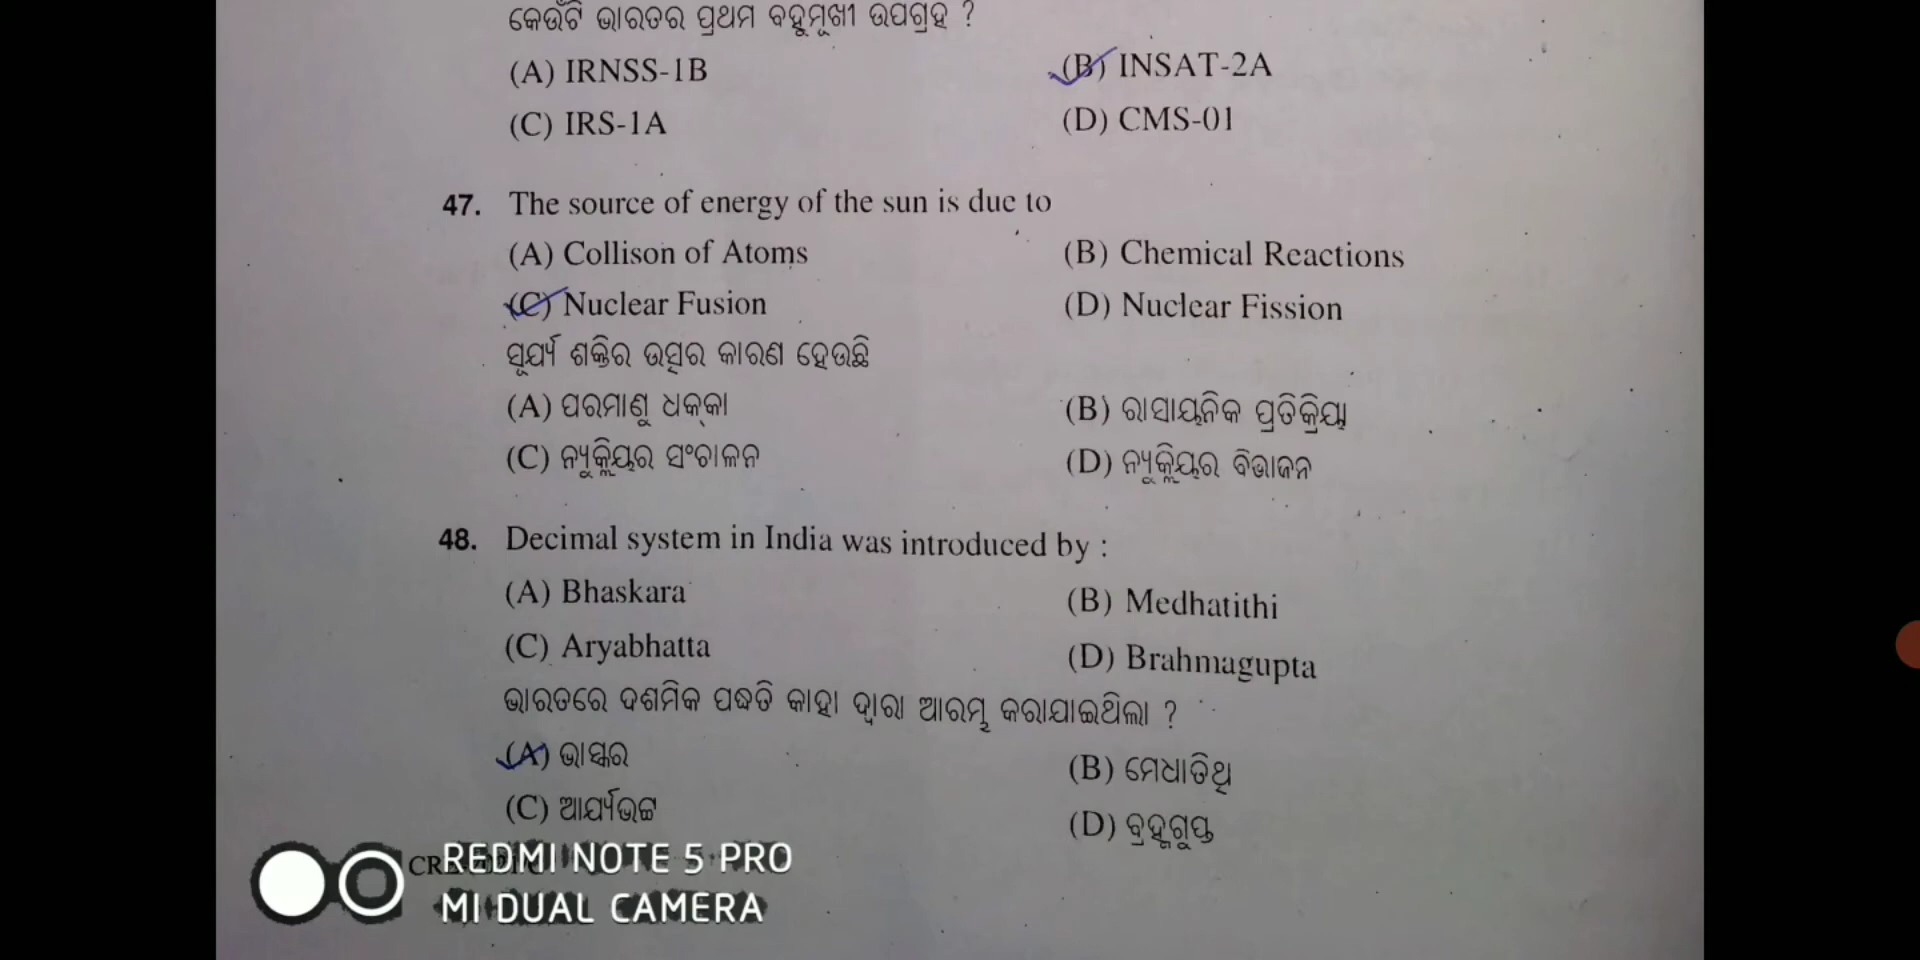 କେଉଁଟି ଭାରତର ପ୍ରଥମ ବହୁମୂଖୀ ଉପଗ୍ରହ ?
(A) IRNSS-1B (B) INSAT-2A
(C) IRS-1A (D) CMS-01
47. The source of energy of the sun is due to
(A) Collison of Atoms (B) Chemical Reactions
(C) Nuclear Fusion (D) Nuclear Fission
ସୂର୍ଯ୍ୟ ଶକ୍ତିର ଉତ୍ସର କାରଣ ହେଉଛି
(A) ପରମାଣୁ ଧକ୍‌କା (B) ରାସାୟନିକ ପ୍ରତିକ୍ରିୟା
(C) ନ୍ୟୁକ୍ଲିୟର ସଂଚାଳନ (D) ନ୍ୟୁକ୍ଲିୟର ବିଭାଜନ
48. Decimal system in India was introduced by :
(A) Bhaskara (B) Medhatithi
(C) Aryabhatta (D) Brahmagupta
ଭାରତରେ ଦଶମିକ ପଦ୍ଧତି କାହା ଦ୍ୱାରା ଆରମ୍ଭ କରାଯାଇଥିଲା ?
(A) ଭାସ୍କର (B) ମେଧାତିଥି
(C) ଆର୍ଯ୍ୟଭଟ୍ଟ (D) ବ୍ରହ୍ମଗୁପ୍ତ
REDMI NOTE 5 PRO
MI DUAL CAMERA